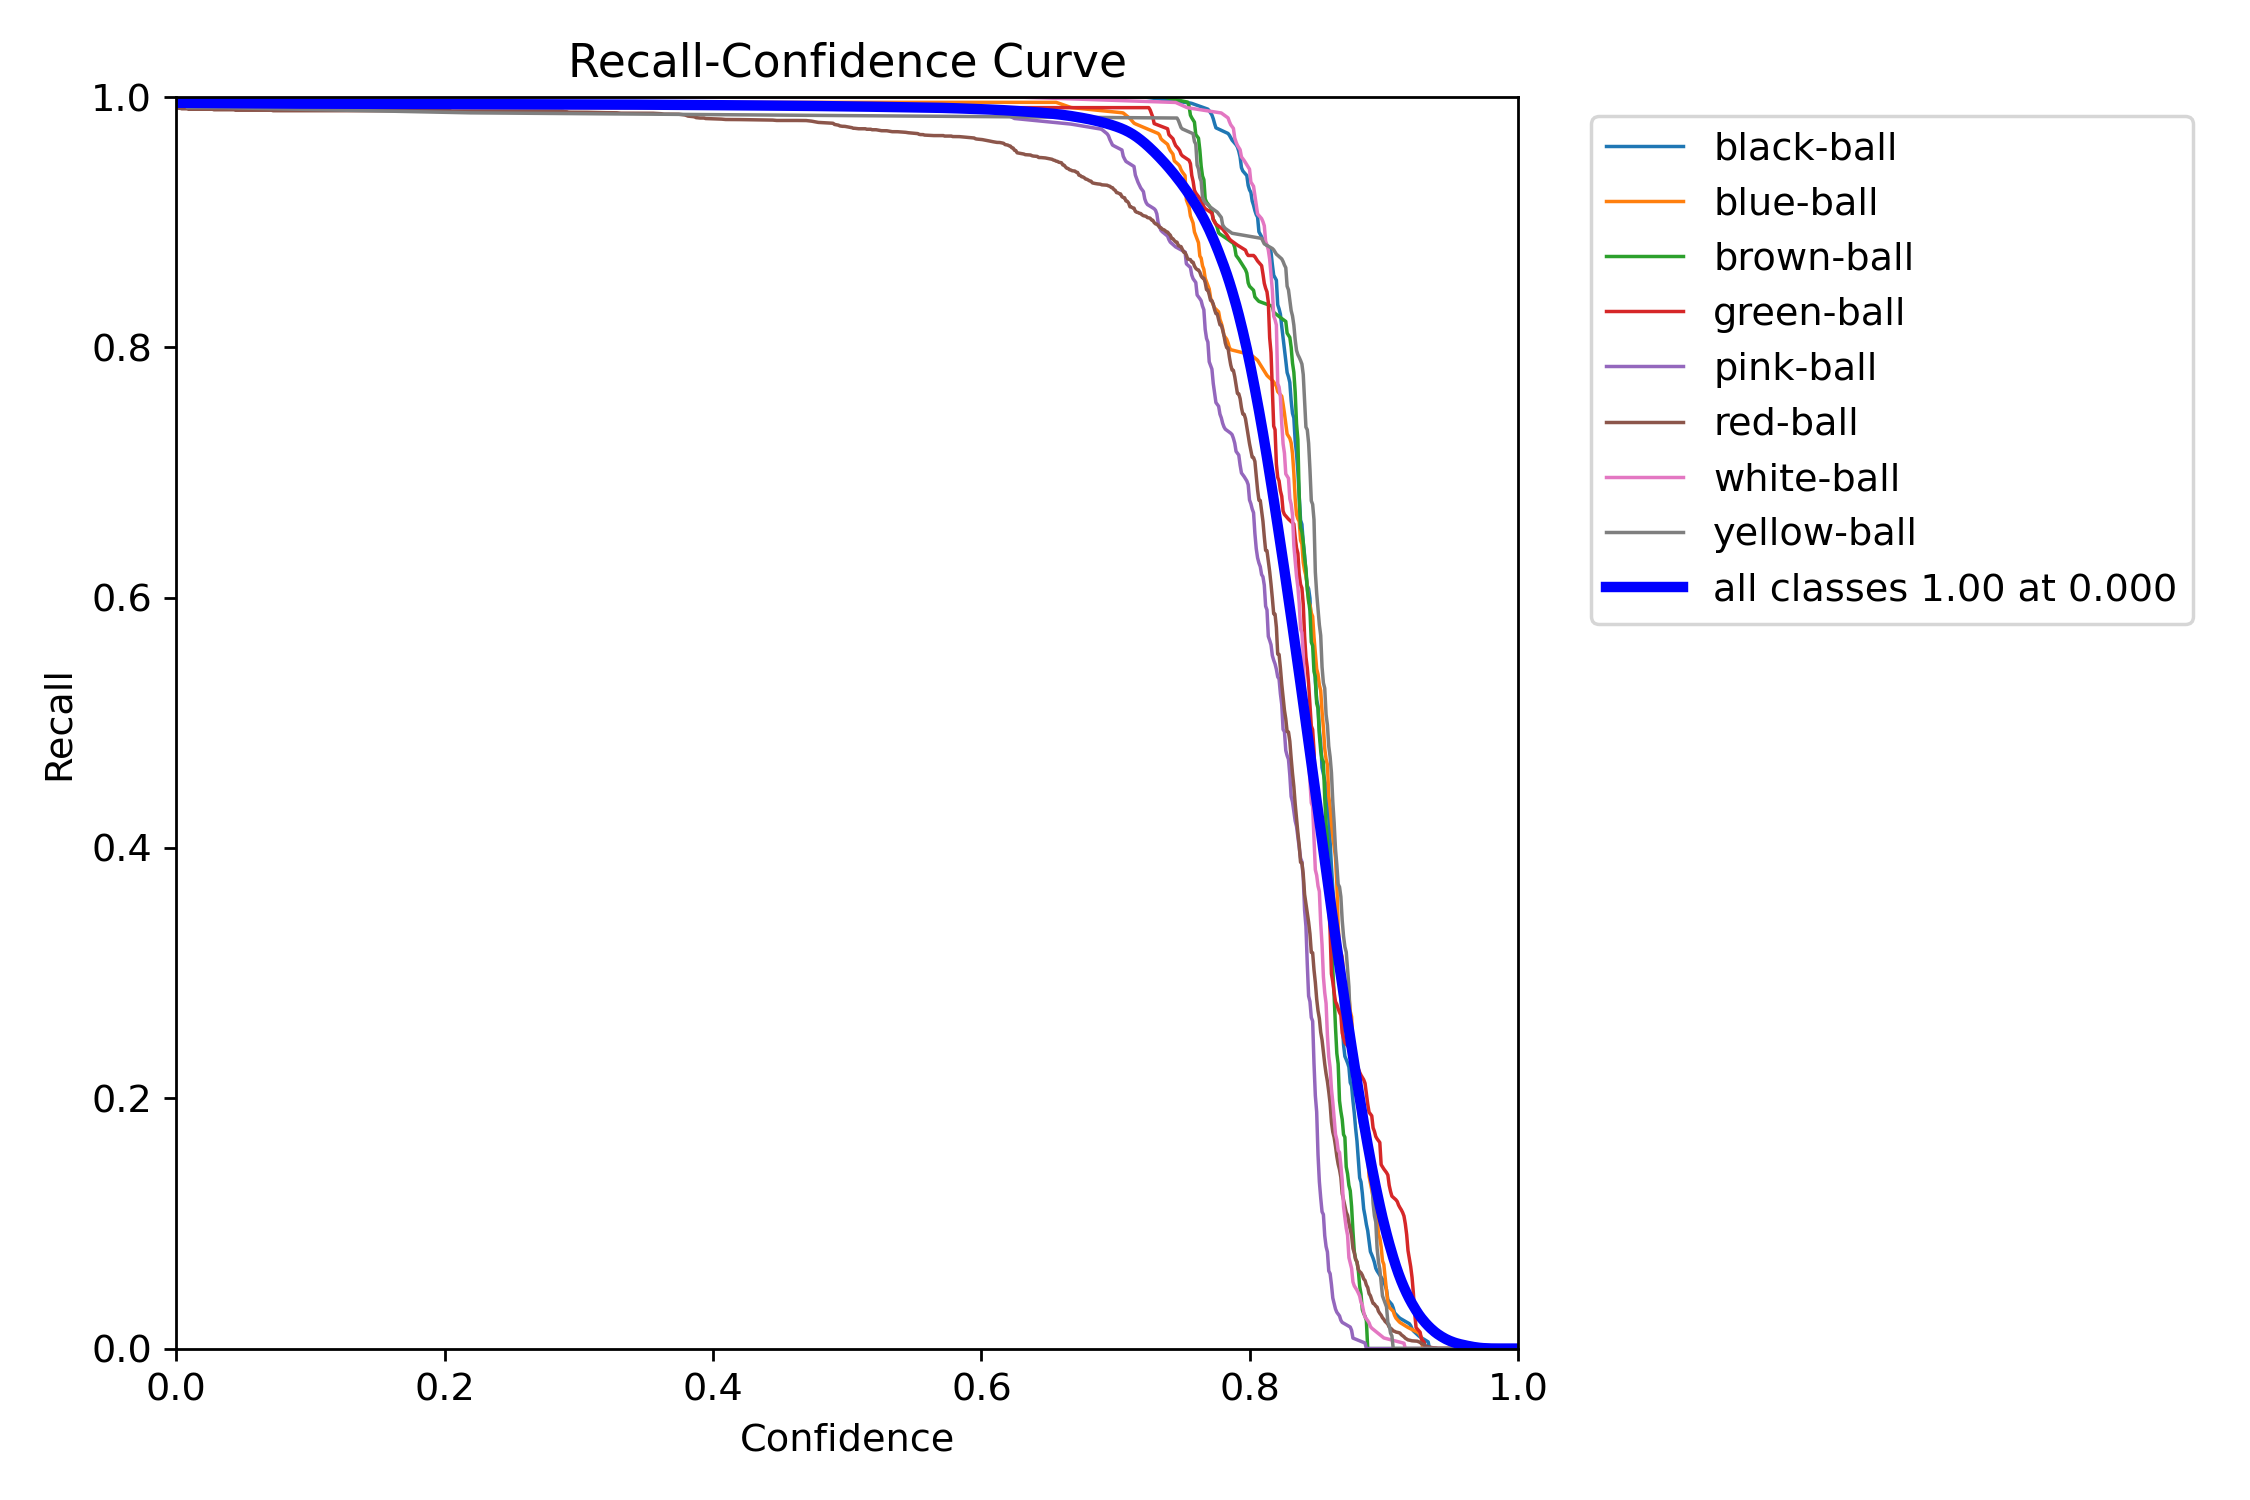 Recall-Confidence Curve
1.0
0.8
0.6
0.4
0.2
0.0
Recall
0.0 0.2 0.4 0.6 0.8 1.0
Confidence
black-ball
blue-ball
brown-ball
green-ball
pink-ball
red-ball
white-ball
yellow-ball
all classes 1.00 at 0.000